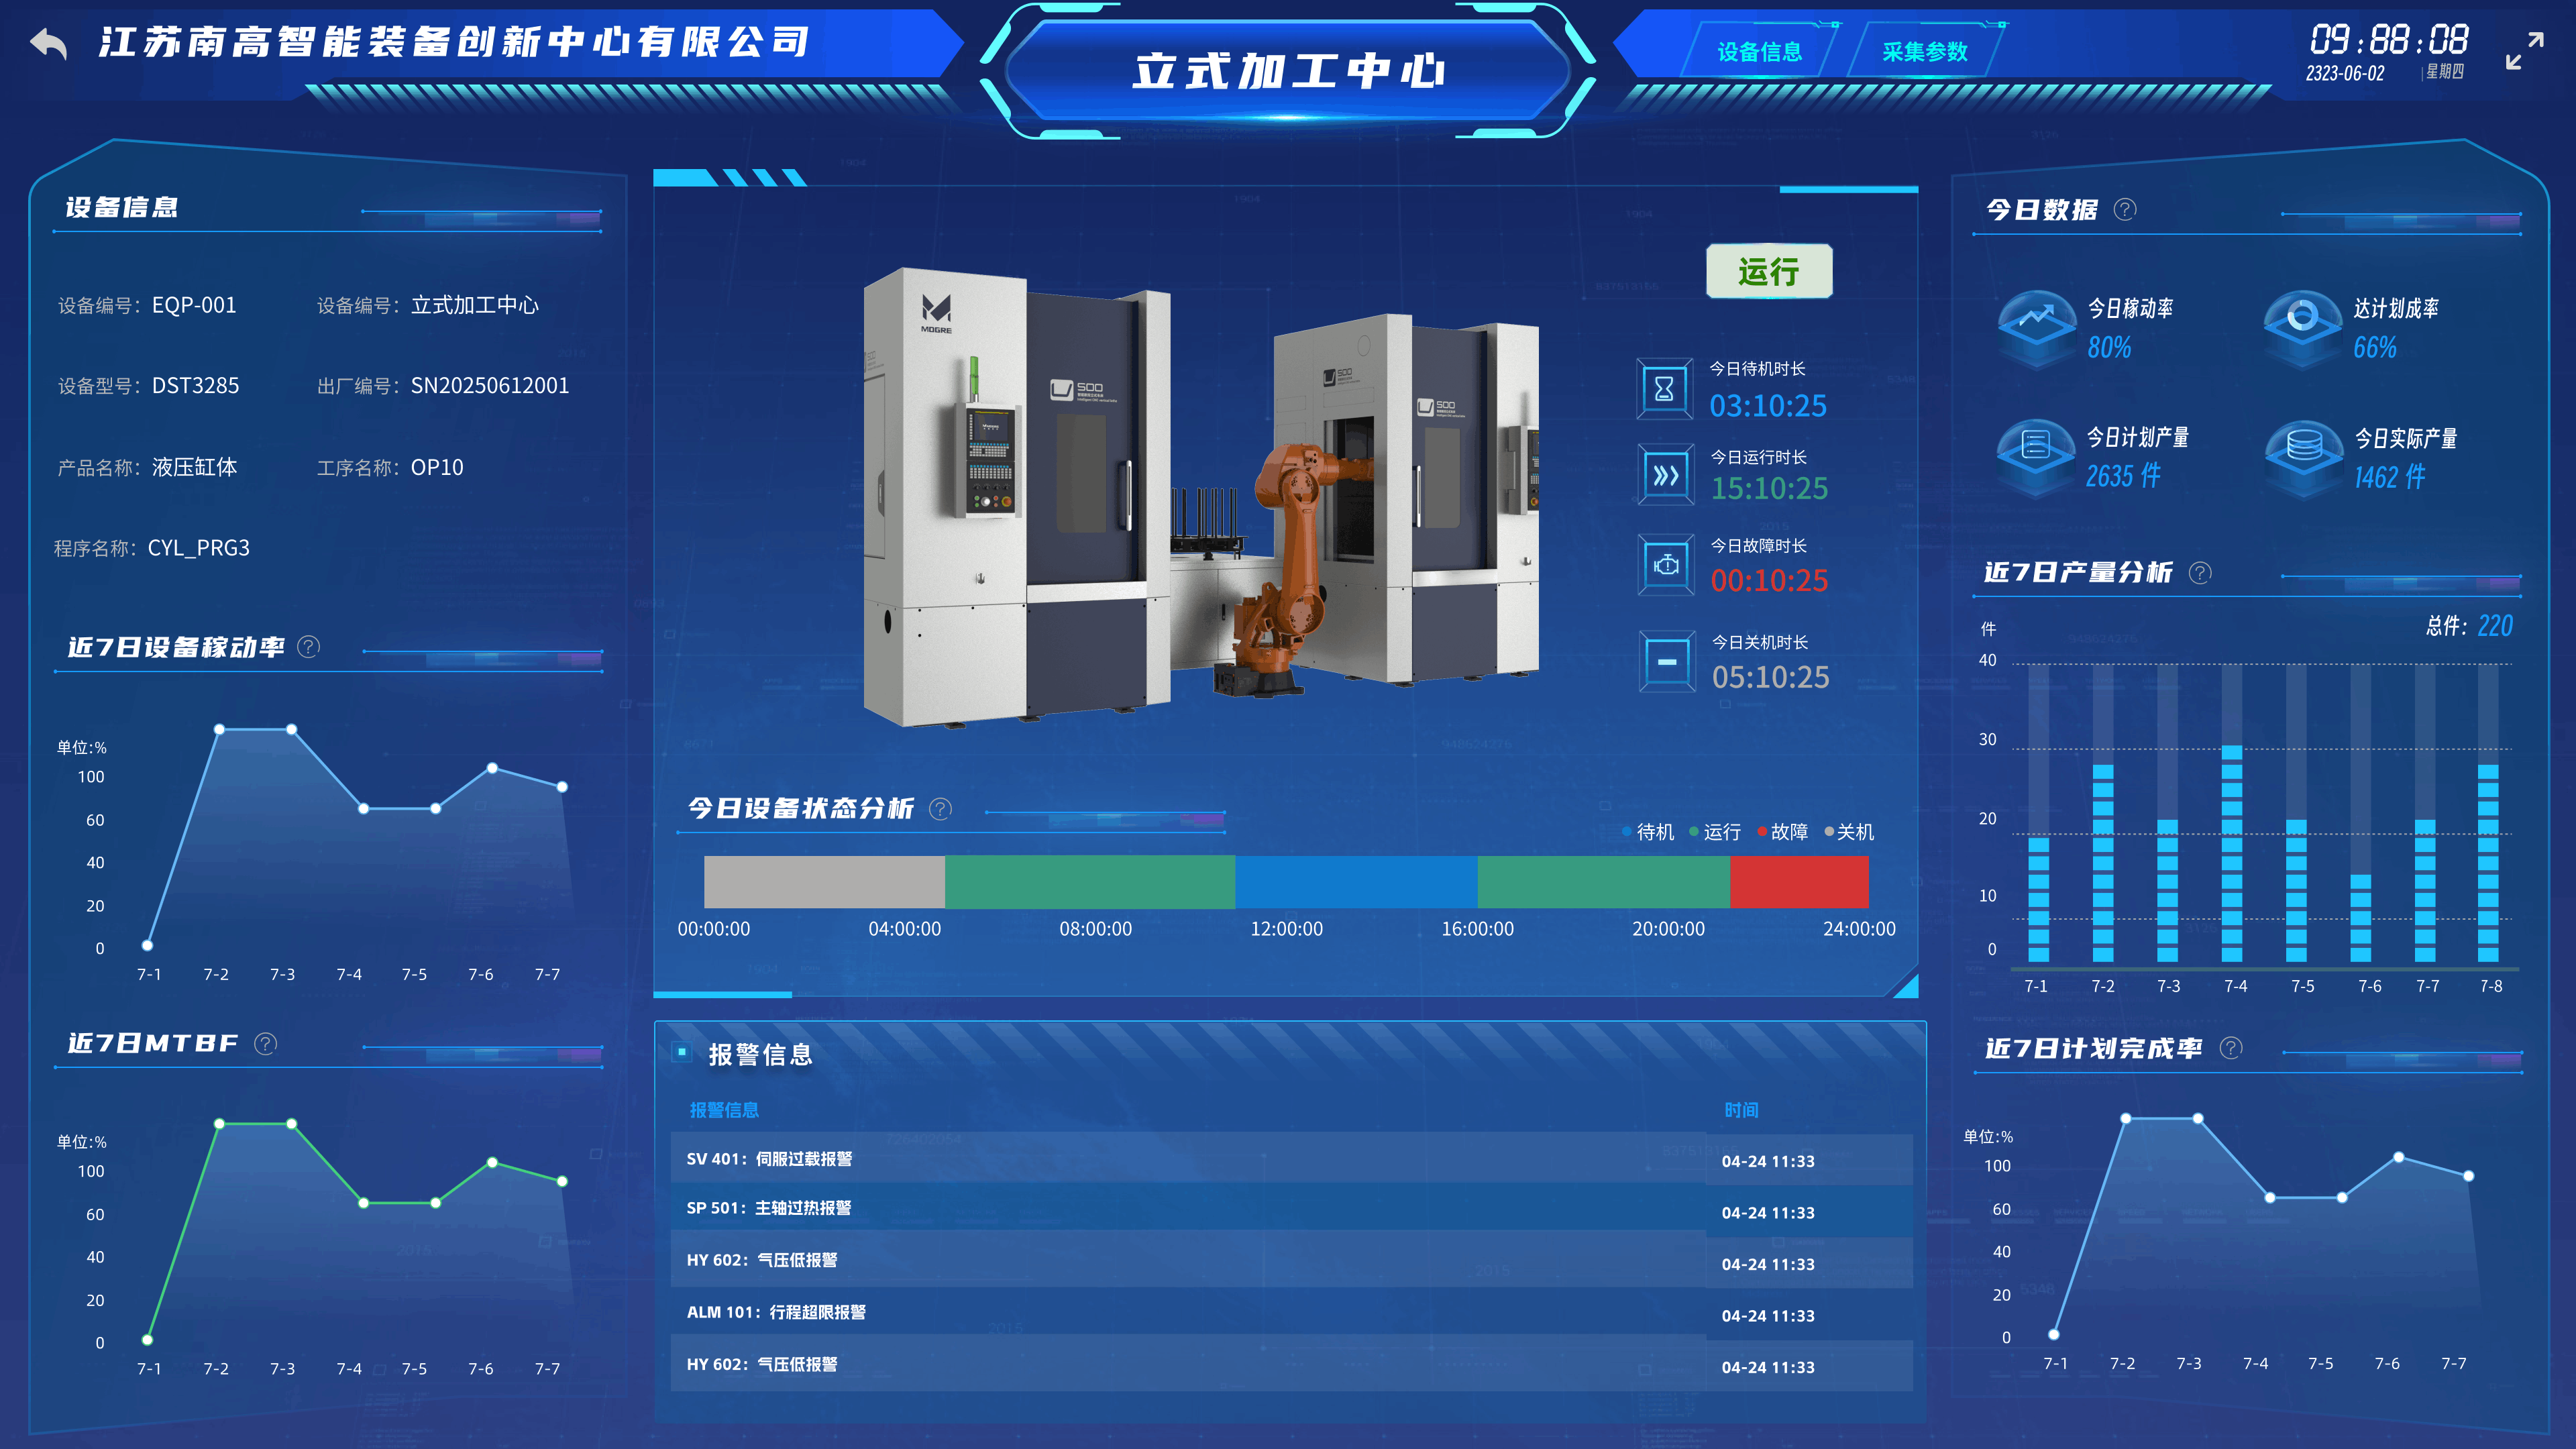 江苏南高智能装备创新中心有限公司
立式加工中心
设备信息 采集参数
09:88:08
2323-06-02 星期四
设备信息
设备编号：EQP-001 设备编号：立式加工中心
设备型号：DST3285 出厂编号：SN20250612001
产品名称：液压缸体 工序名称：OP10
程序名称：CYL_PRG3
近7日设备稼动率 ?
单位:%
100
60
40
20
0
7-1 7-2 7-3 7-4 7-5 7-6 7-7
近7日MTBF ?
单位:%
100
60
40
20
0
7-1 7-2 7-3 7-4 7-5 7-6 7-7
MOGRE
500
500
500
运行
今日待机时长
03:10:25
今日运行时长
15:10:25
今日故障时长
00:10:25
今日关机时长
05:10:25
今日设备状态分析 ?
待机 运行 故障 关机
00:00:00 04:00:00 08:00:00 12:00:00 16:00:00 20:00:00 24:00:00
报警信息
报警信息 时间
SV 401：伺服过载报警 04-24 11:33
SP 501：主轴过热报警 04-24 11:33
HY 602：气压低报警 04-24 11:33
ALM 101：行程超限报警 04-24 11:33
HY 602：气压低报警 04-24 11:33
今日数据 ?
今日稼动率
80%
达计划成率
66%
今日计划产量
2635 件
今日实际产量
1462 件
近7日产量分析 ?
总件：220
件
40
30
20
10
0
7-1 7-2 7-3 7-4 7-5 7-6 7-7 7-8
近7日计划完成率 ?
单位:%
100
60
40
20
0
7-1 7-2 7-3 7-4 7-5 7-6 7-7